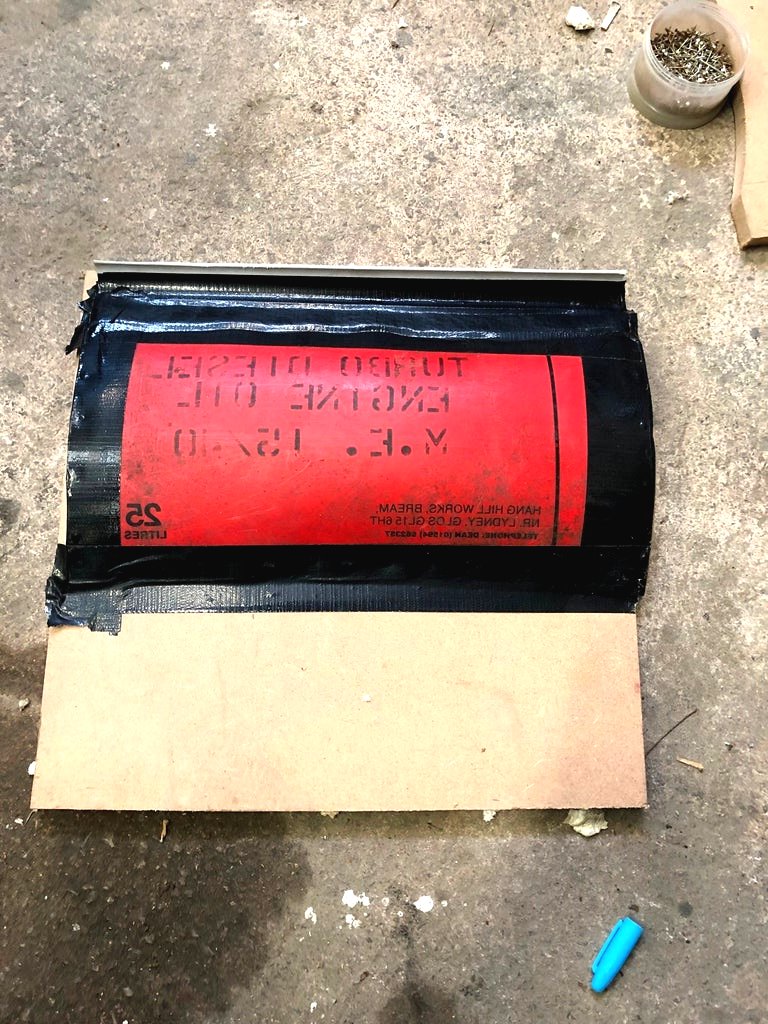 TURBO DIESEL
ENGINE OIL
M.E. 15/40
HANG HILL WORKS, BREAM,
NR. LYDNEY, GLOS GL15 6HT
TELEPHONE: DEAN (01594) 562337
25
LITRES